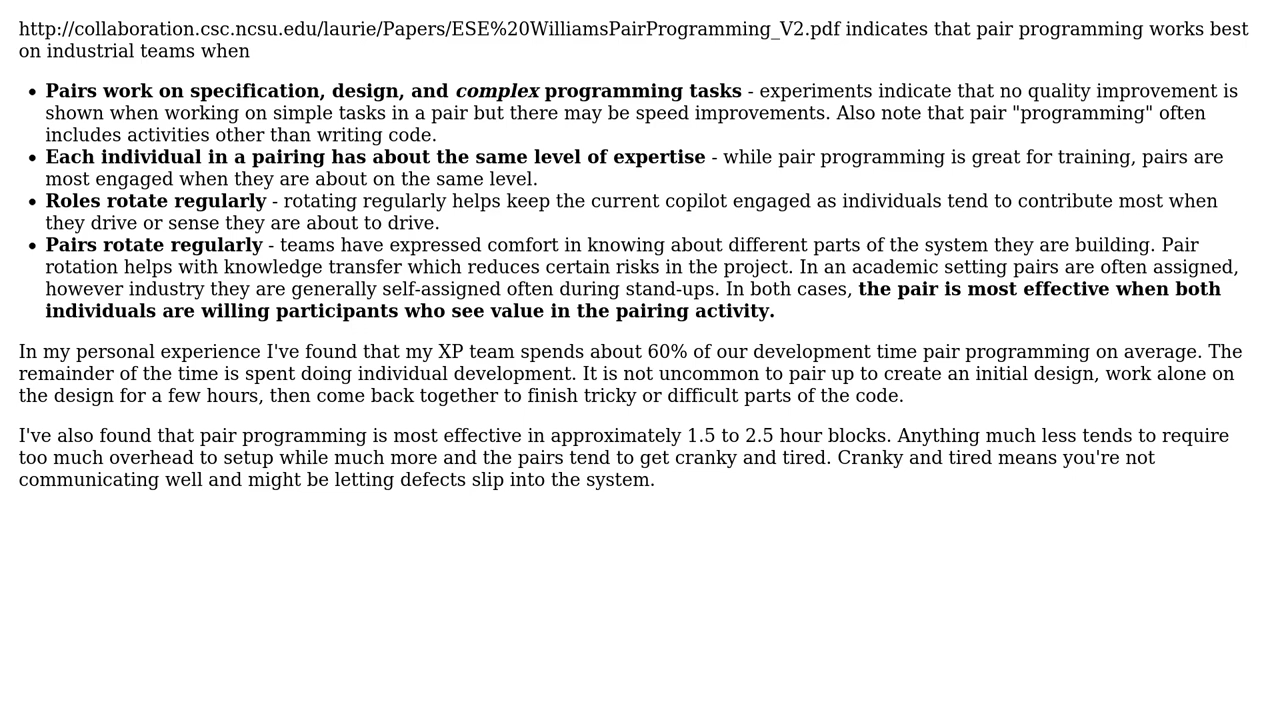 http://collaboration.csc.ncsu.edu/laurie/Papers/ESE%20WilliamsPairProgramming_V2.pdf indicates that pair programming works best
on industrial teams when
• Pairs work on specification, design, and complex programming tasks - experiments indicate that no quality improvement is
shown when working on simple tasks in a pair but there may be speed improvements. Also note that pair "programming" often
includes activities other than writing code.
• Each individual in a pairing has about the same level of expertise - while pair programming is great for training, pairs are
most engaged when they are about on the same level.
• Roles rotate regularly - rotating regularly helps keep the current copilot engaged as individuals tend to contribute most when
they drive or sense they are about to drive.
• Pairs rotate regularly - teams have expressed comfort in knowing about different parts of the system they are building. Pair
rotation helps with knowledge transfer which reduces certain risks in the project. In an academic setting pairs are often assigned,
however industry they are generally self-assigned often during stand-ups. In both cases, the pair is most effective when both
individuals are willing participants who see value in the pairing activity.
In my personal experience I've found that my XP team spends about 60% of our development time pair programming on average. The
remainder of the time is spent doing individual development. It is not uncommon to pair up to create an initial design, work alone on
the design for a few hours, then come back together to finish tricky or difficult parts of the code.
I've also found that pair programming is most effective in approximately 1.5 to 2.5 hour blocks. Anything much less tends to require
too much overhead to setup while much more and the pairs tend to get cranky and tired. Cranky and tired means you're not
communicating well and might be letting defects slip into the system.